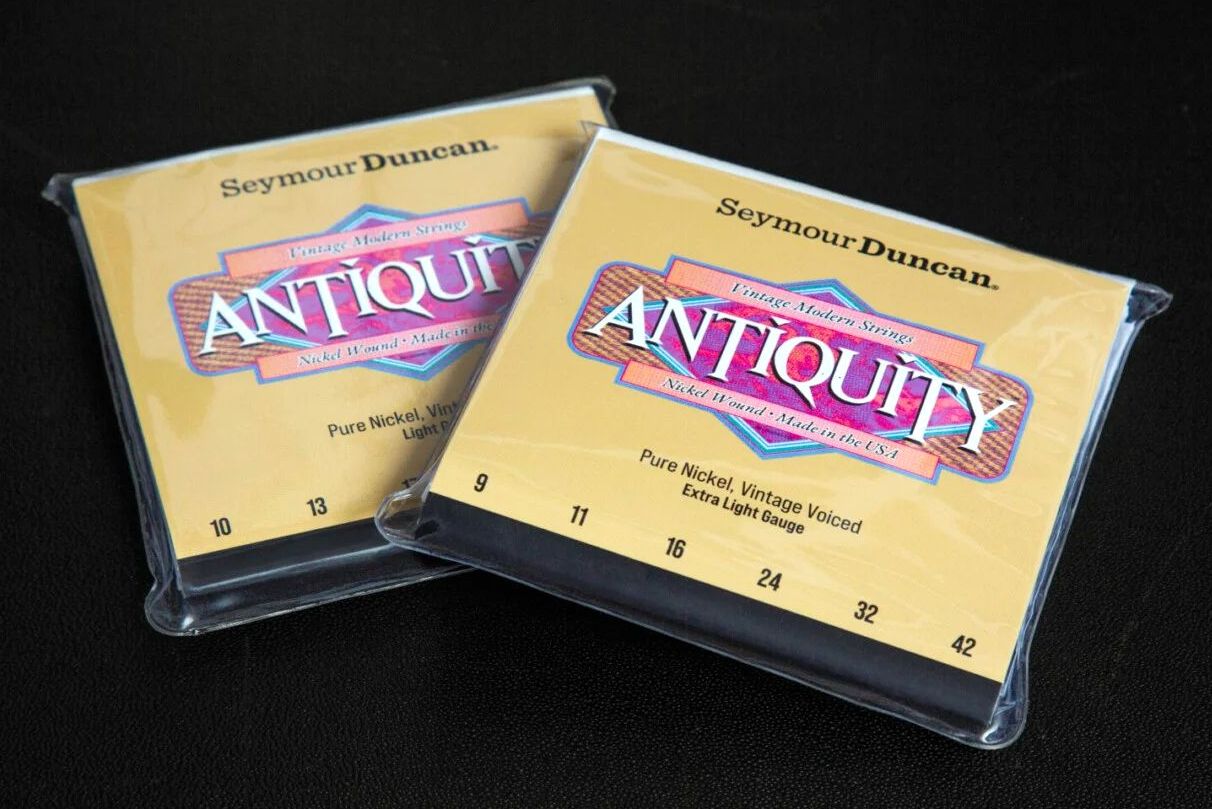 Seymour Duncan.
Vintage Modern Strings
ANTIQUIT
Nickel Wound • Made in the
Pure Nickel,
Light
10 13
Seymour Duncan®
Vintage Modern Strings
ANTIQUITY
Nickel Wound • Made in the USA
Pure Nickel, Vintage Voiced
Extra Light Gauge
9 11 16 24 32 42